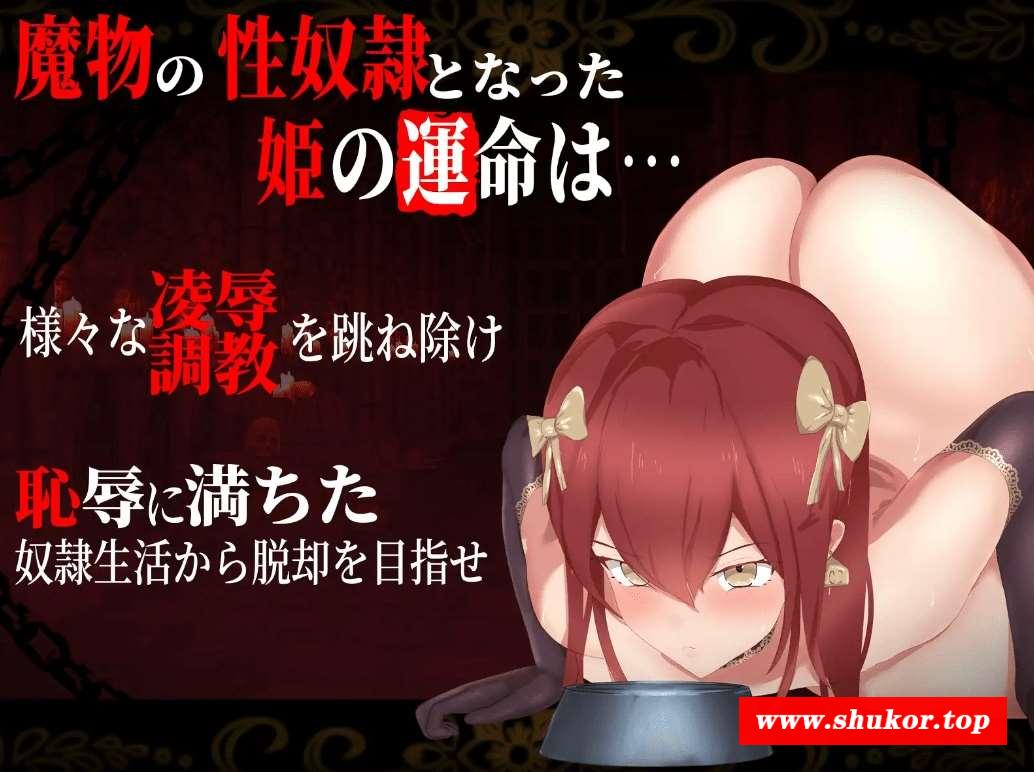 魔物の性奴隷となった
姫の運命は…
様々な凌辱調教を跳ね除け
恥辱に満ちた
奴隷生活から脱却を目指せ
www.shukor.top